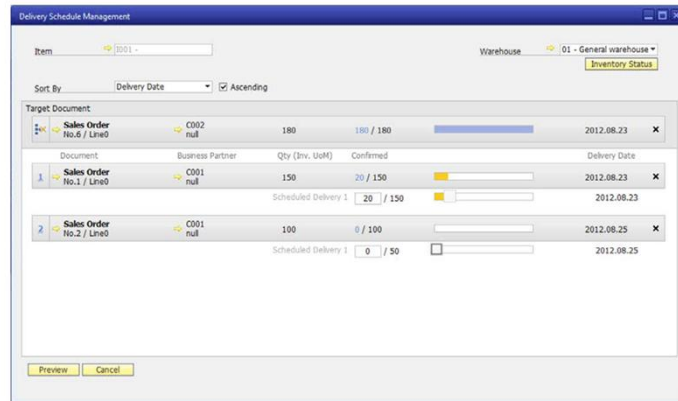 Delivery Schedule Management
Item I001 - Warehouse 01 - General warehouse
Inventory Status
Sort By Delivery Date Ascending
Target Document
Sales Order C002 180 180 / 180 2012.08.23
No.6 / Line0 null
Document Business Partner Qty (Inv. UoM) Confirmed Delivery Date
1 Sales Order C001 150 20 / 150 2012.08.23
No.1 / Line0 null
Scheduled Delivery 1 20 / 150 2012.08.23
2 Sales Order C001 100 0 / 100 2012.08.25
No.2 / Line0 null
Scheduled Delivery 1 0 / 50 2012.08.25
Preview Cancel